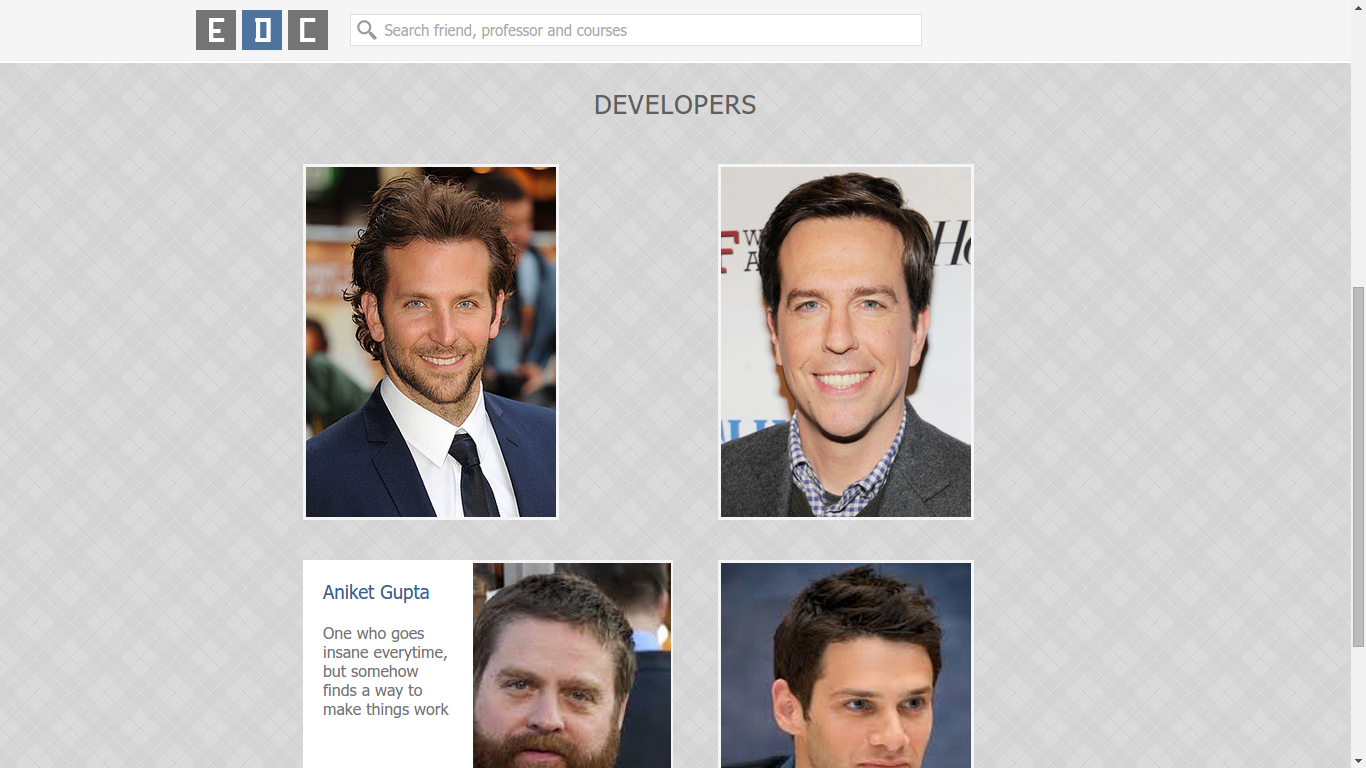 E D C
Search friend, professor and courses
DEVELOPERS
Aniket Gupta
One who goes
insane everytime,
but somehow
finds a way to
make things work